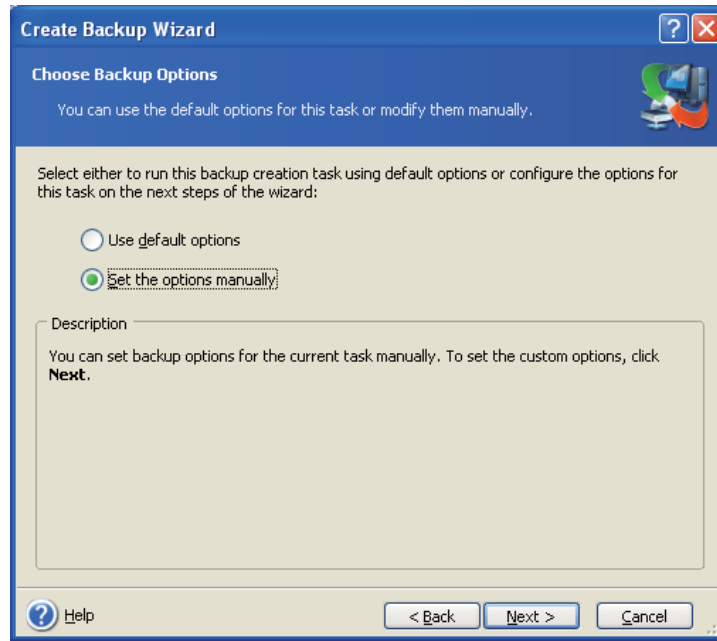 Create Backup Wizard
?
Choose Backup Options
You can use the default options for this task or modify them manually.
Select either to run this backup creation task using default options or configure the options for
this task on the next steps of the wizard:
Use default options
Set the options manually
Description
You can set backup options for the current task manually. To set the custom options, click
Next.
? Help
< Back
Next >
Cancel